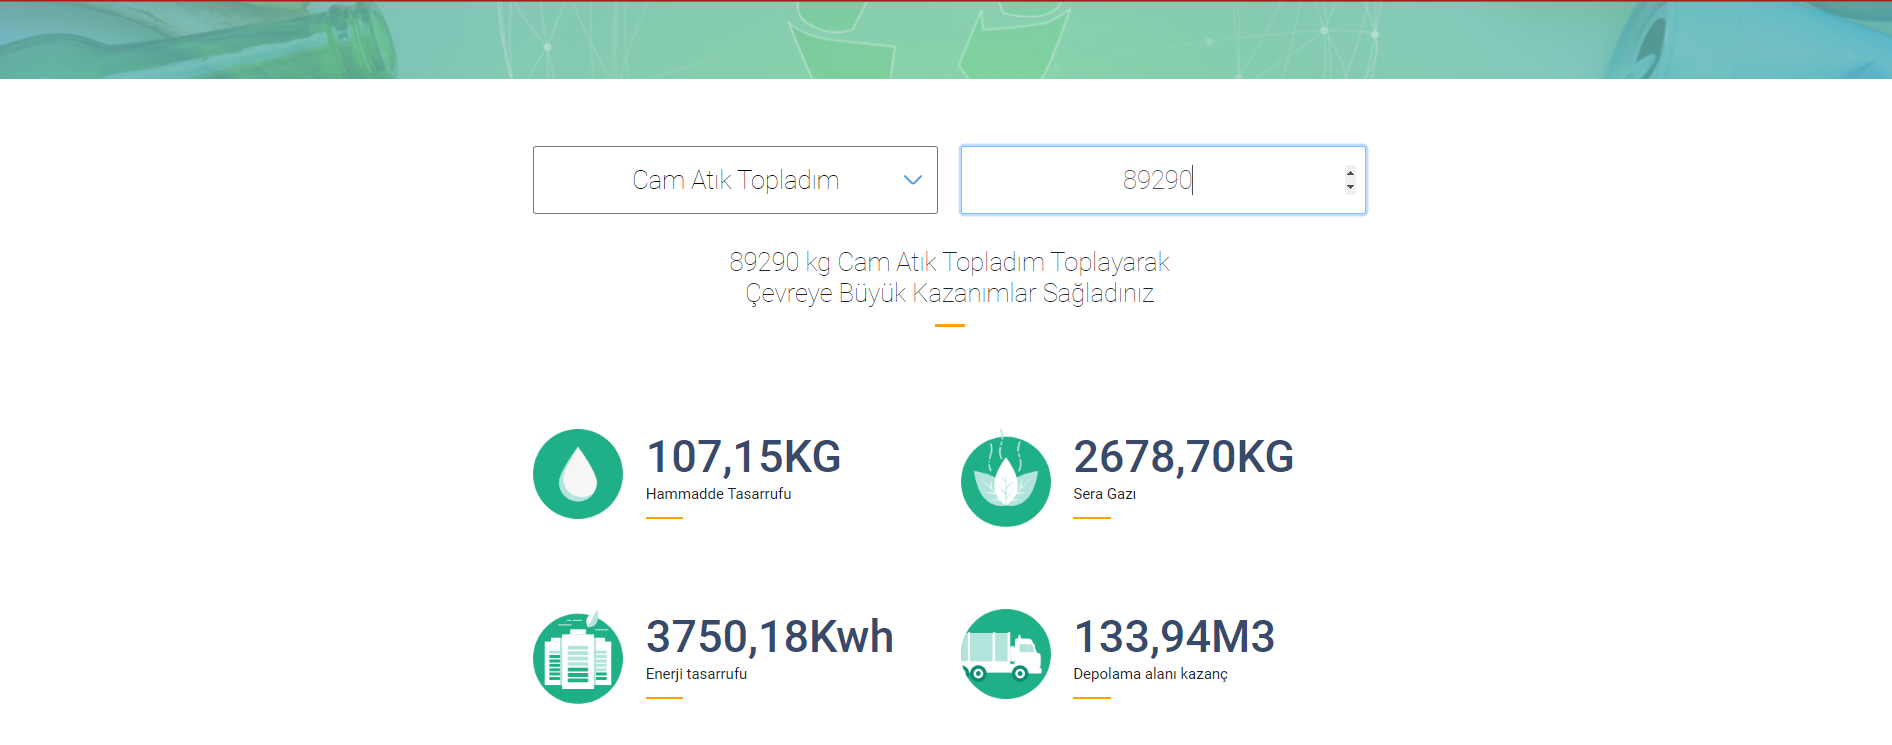 Cam Atık Topladım
89290
89290 kg Cam Atık Topladım Toplayarak
Çevreye Büyük Kazanımlar Sağladınız
107,15KG
Hammadde Tasarrufu
2678,70KG
Sera Gazı
3750,18Kwh
Enerji tasarrufu
133,94M3
Depolama alanı kazanç